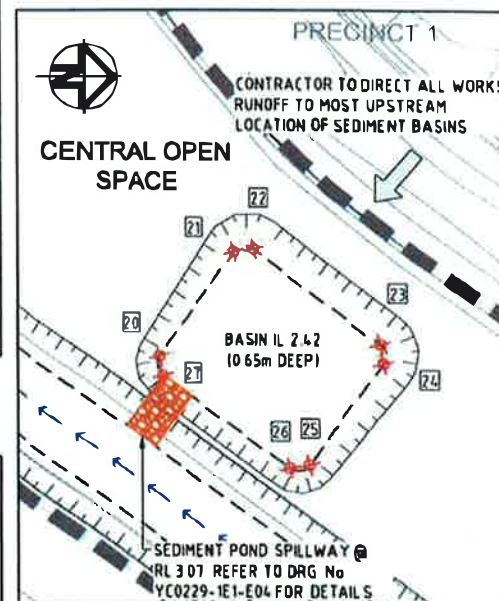 PRECINCT 1
N
CONTRACTOR TO DIRECT ALL WORKS
RUNOFF TO MOST UPSTREAM
LOCATION OF SEDIMENT BASINS
CENTRAL OPEN
SPACE
22
21
23
20
BASIN IL 2.42
(0 65m DEEP)
27
24
26
25
SEDIMENT POND SPILLWAY @
RL 3 07 REFER TO DRG No
YC0229-1E1-E04 FOR DETAILS